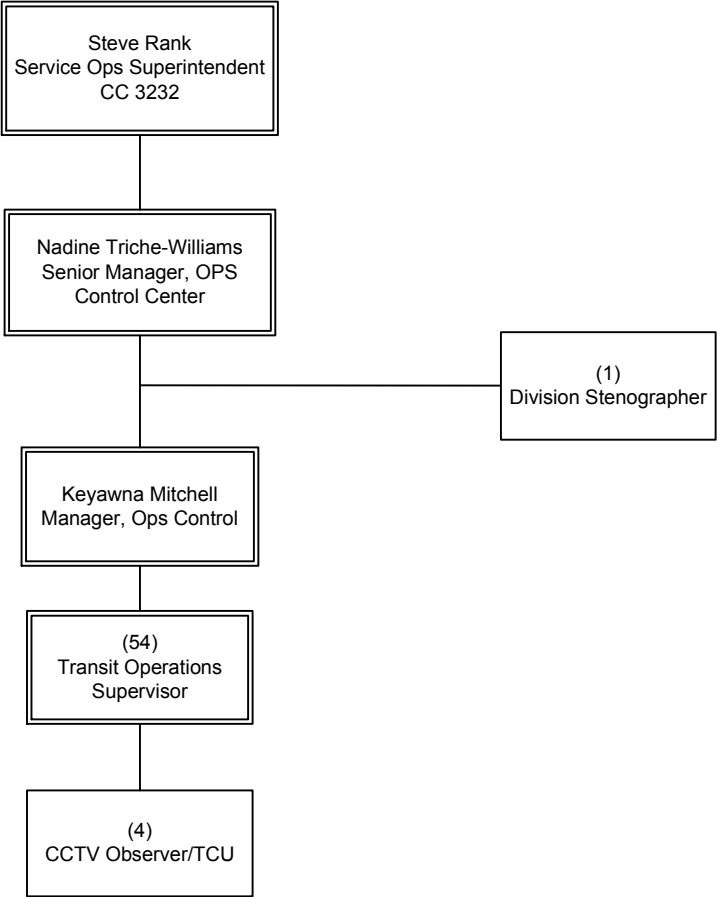 Steve Rank
Service Ops Superintendent
CC 3232
Nadine Triche-Williams
Senior Manager, OPS
Control Center
(1)
Division Stenographer
Keyawna Mitchell
Manager, Ops Control
(54)
Transit Operations
Supervisor
(4)
CCTV Observer/TCU